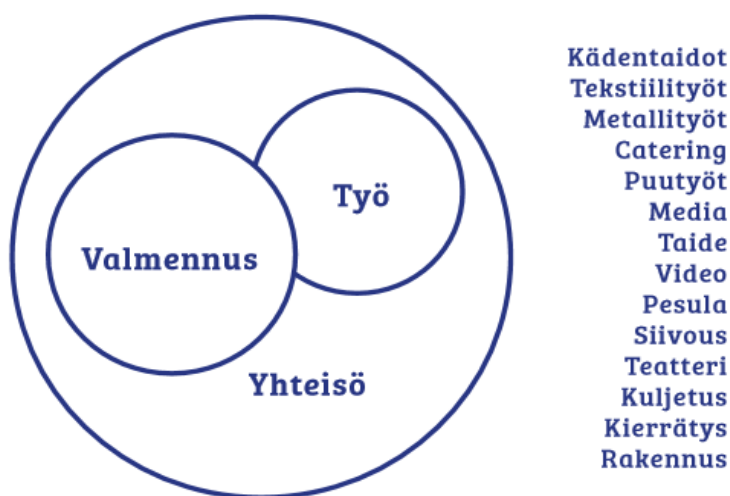 Työ
Valmennus
Yhteisö
Kädentaidot
Tekstiilityöt
Metallityöt
Catering
Puutyöt
Media
Taide
Video
Pesula
Siivous
Teatteri
Kuljetus
Kierrätys
Rakennus